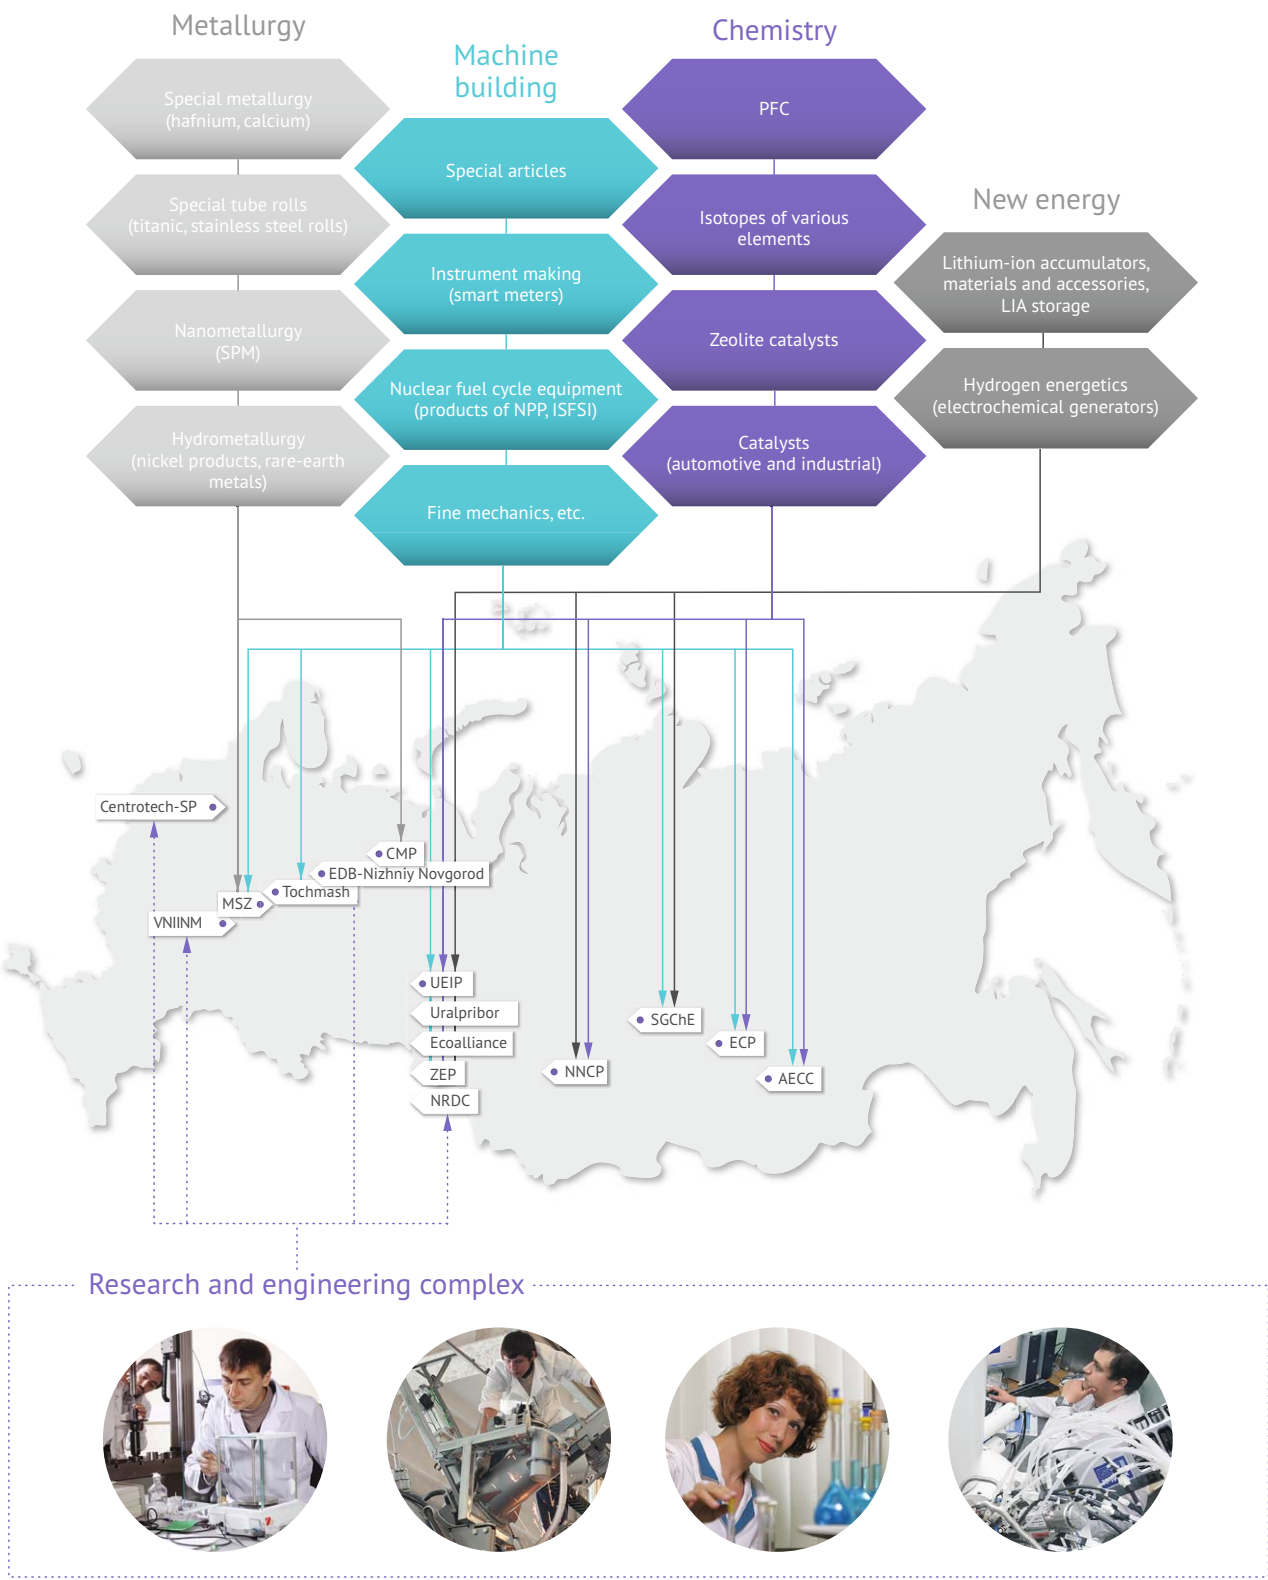 Metallurgy
Special metallurgy
(hafnium, calcium)
Special tube rolls
(titanic, stainless steel rolls)
Nanometallurgy
(SPM)
Hydrometallurgy
(nickel products, rare-earth
metals)
Machine
building
Special articles
Instrument making
(smart meters)
Nuclear fuel cycle equipment
(products of NPP, ISFSI)
Fine mechanics, etc.
Chemistry
PFC
Isotopes of various
elements
Zeolite catalysts
Catalysts
(automotive and industrial)
New energy
Lithium-ion accumulators,
materials and accessories,
LIA storage
Hydrogen energetics
(electrochemical generators)
Centrotech-SP
CMP
EDB-Nizhniy Novgorod
Tochmash
MSZ
VNIINM
UEIP
Uralpribor
Ecoalliance
ZEP
NRDC
NNCP
SGChE
ECP
AECC
Research and engineering complex